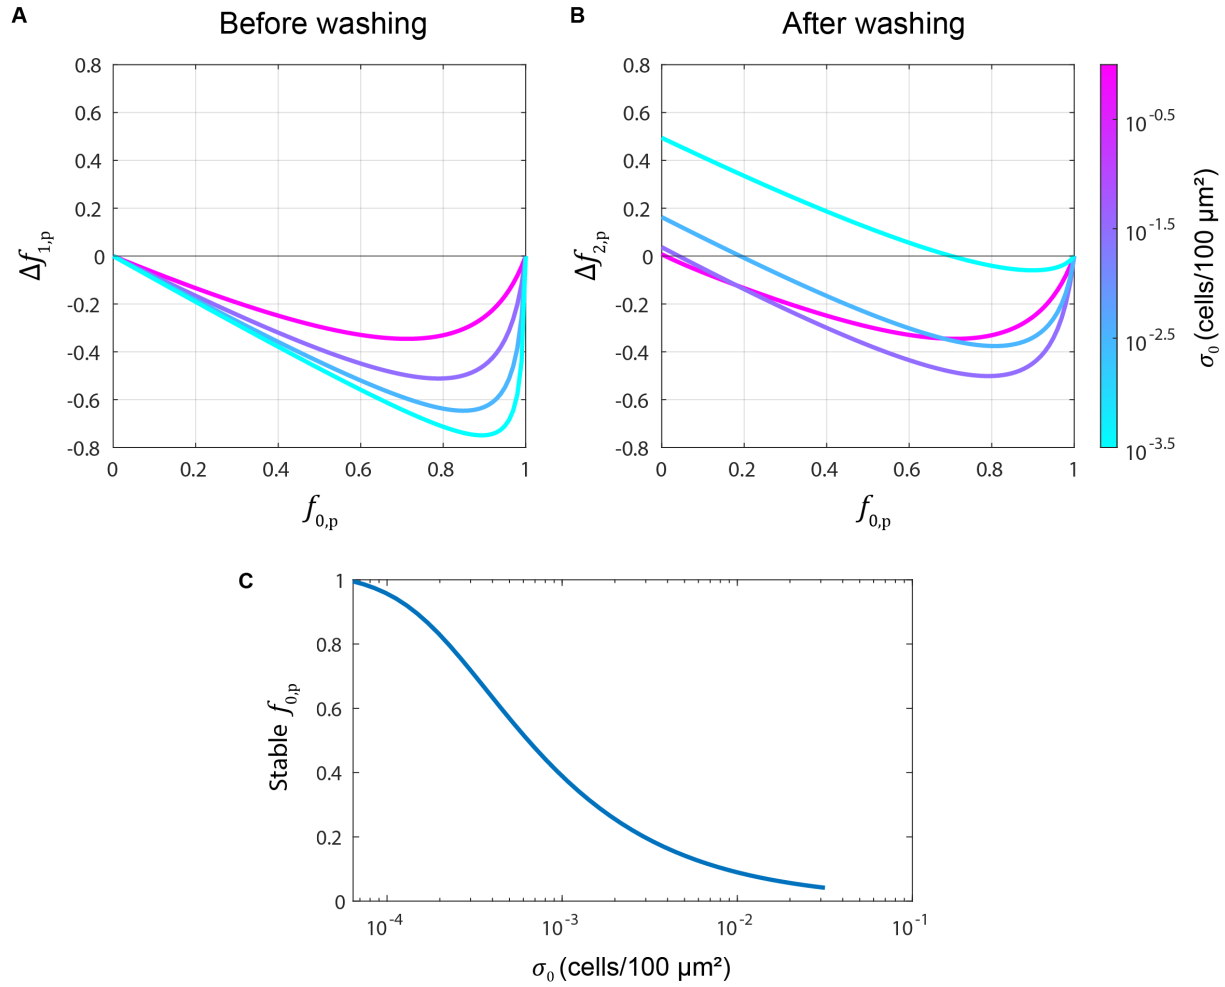 A Before washing
B After washing
0.8
0.6
0.4
0.2
0
-0.2
-0.4
-0.6
-0.8
Δf1,p
0 0.2 0.4 0.6 0.8 1
f0,p
0.8
0.6
0.4
0.2
0
-0.2
-0.4
-0.6
-0.8
Δf2,p
0 0.2 0.4 0.6 0.8 1
f0,p
10^-0.5
10^-1.5
10^-2.5
10^-3.5
σ0 (cells/100 µm²)
C
1
0.8
0.6
0.4
0.2
0
Stable f0,p
10^-4 10^-3 10^-2 10^-1
σ0 (cells/100 µm²)